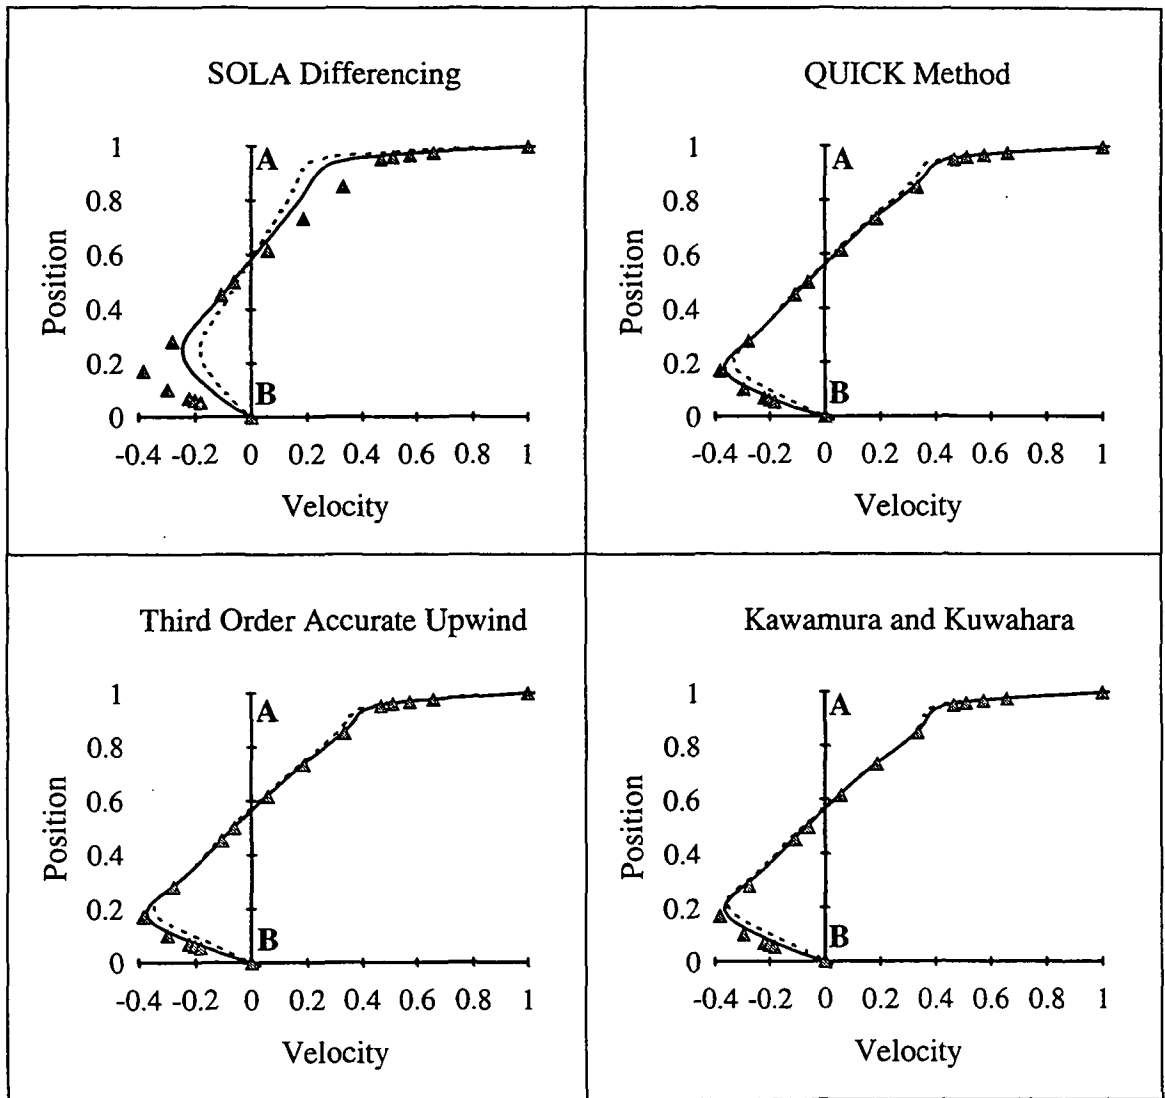 SOLA Differencing
1
A
0.8
0.6
0.4
0.2
B
0
-0.4 -0.2 0 0.2 0.4 0.6 0.8 1
Position
Velocity
QUICK Method
1
A
0.8
0.6
0.4
0.2
B
0
-0.4 -0.2 0 0.2 0.4 0.6 0.8 1
Position
Velocity
Third Order Accurate Upwind
1
A
0.8
0.6
0.4
0.2
B
0
-0.4 -0.2 0 0.2 0.4 0.6 0.8 1
Position
Velocity
Kawamura and Kuwahara
1
A
0.8
0.6
0.4
0.2
B
0
-0.4 -0.2 0 0.2 0.4 0.6 0.8 1
Position
Velocity